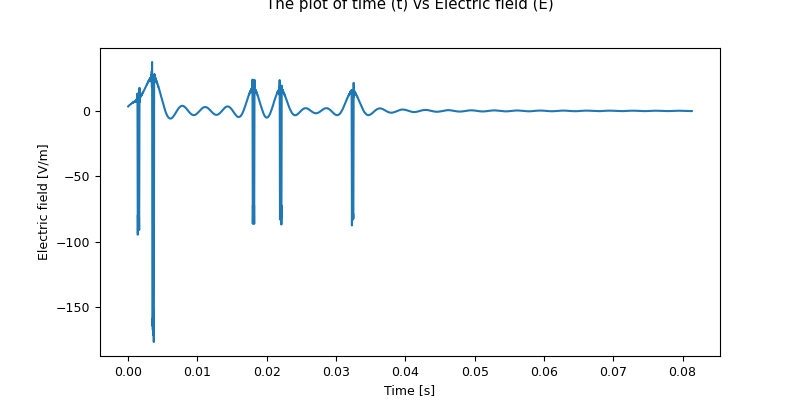 The plot of time (t) vs Electric field (E)
Electric field [V/m]
0
−50
−100
−150
0.00 0.01 0.02 0.03 0.04 0.05 0.06 0.07 0.08
Time [s]